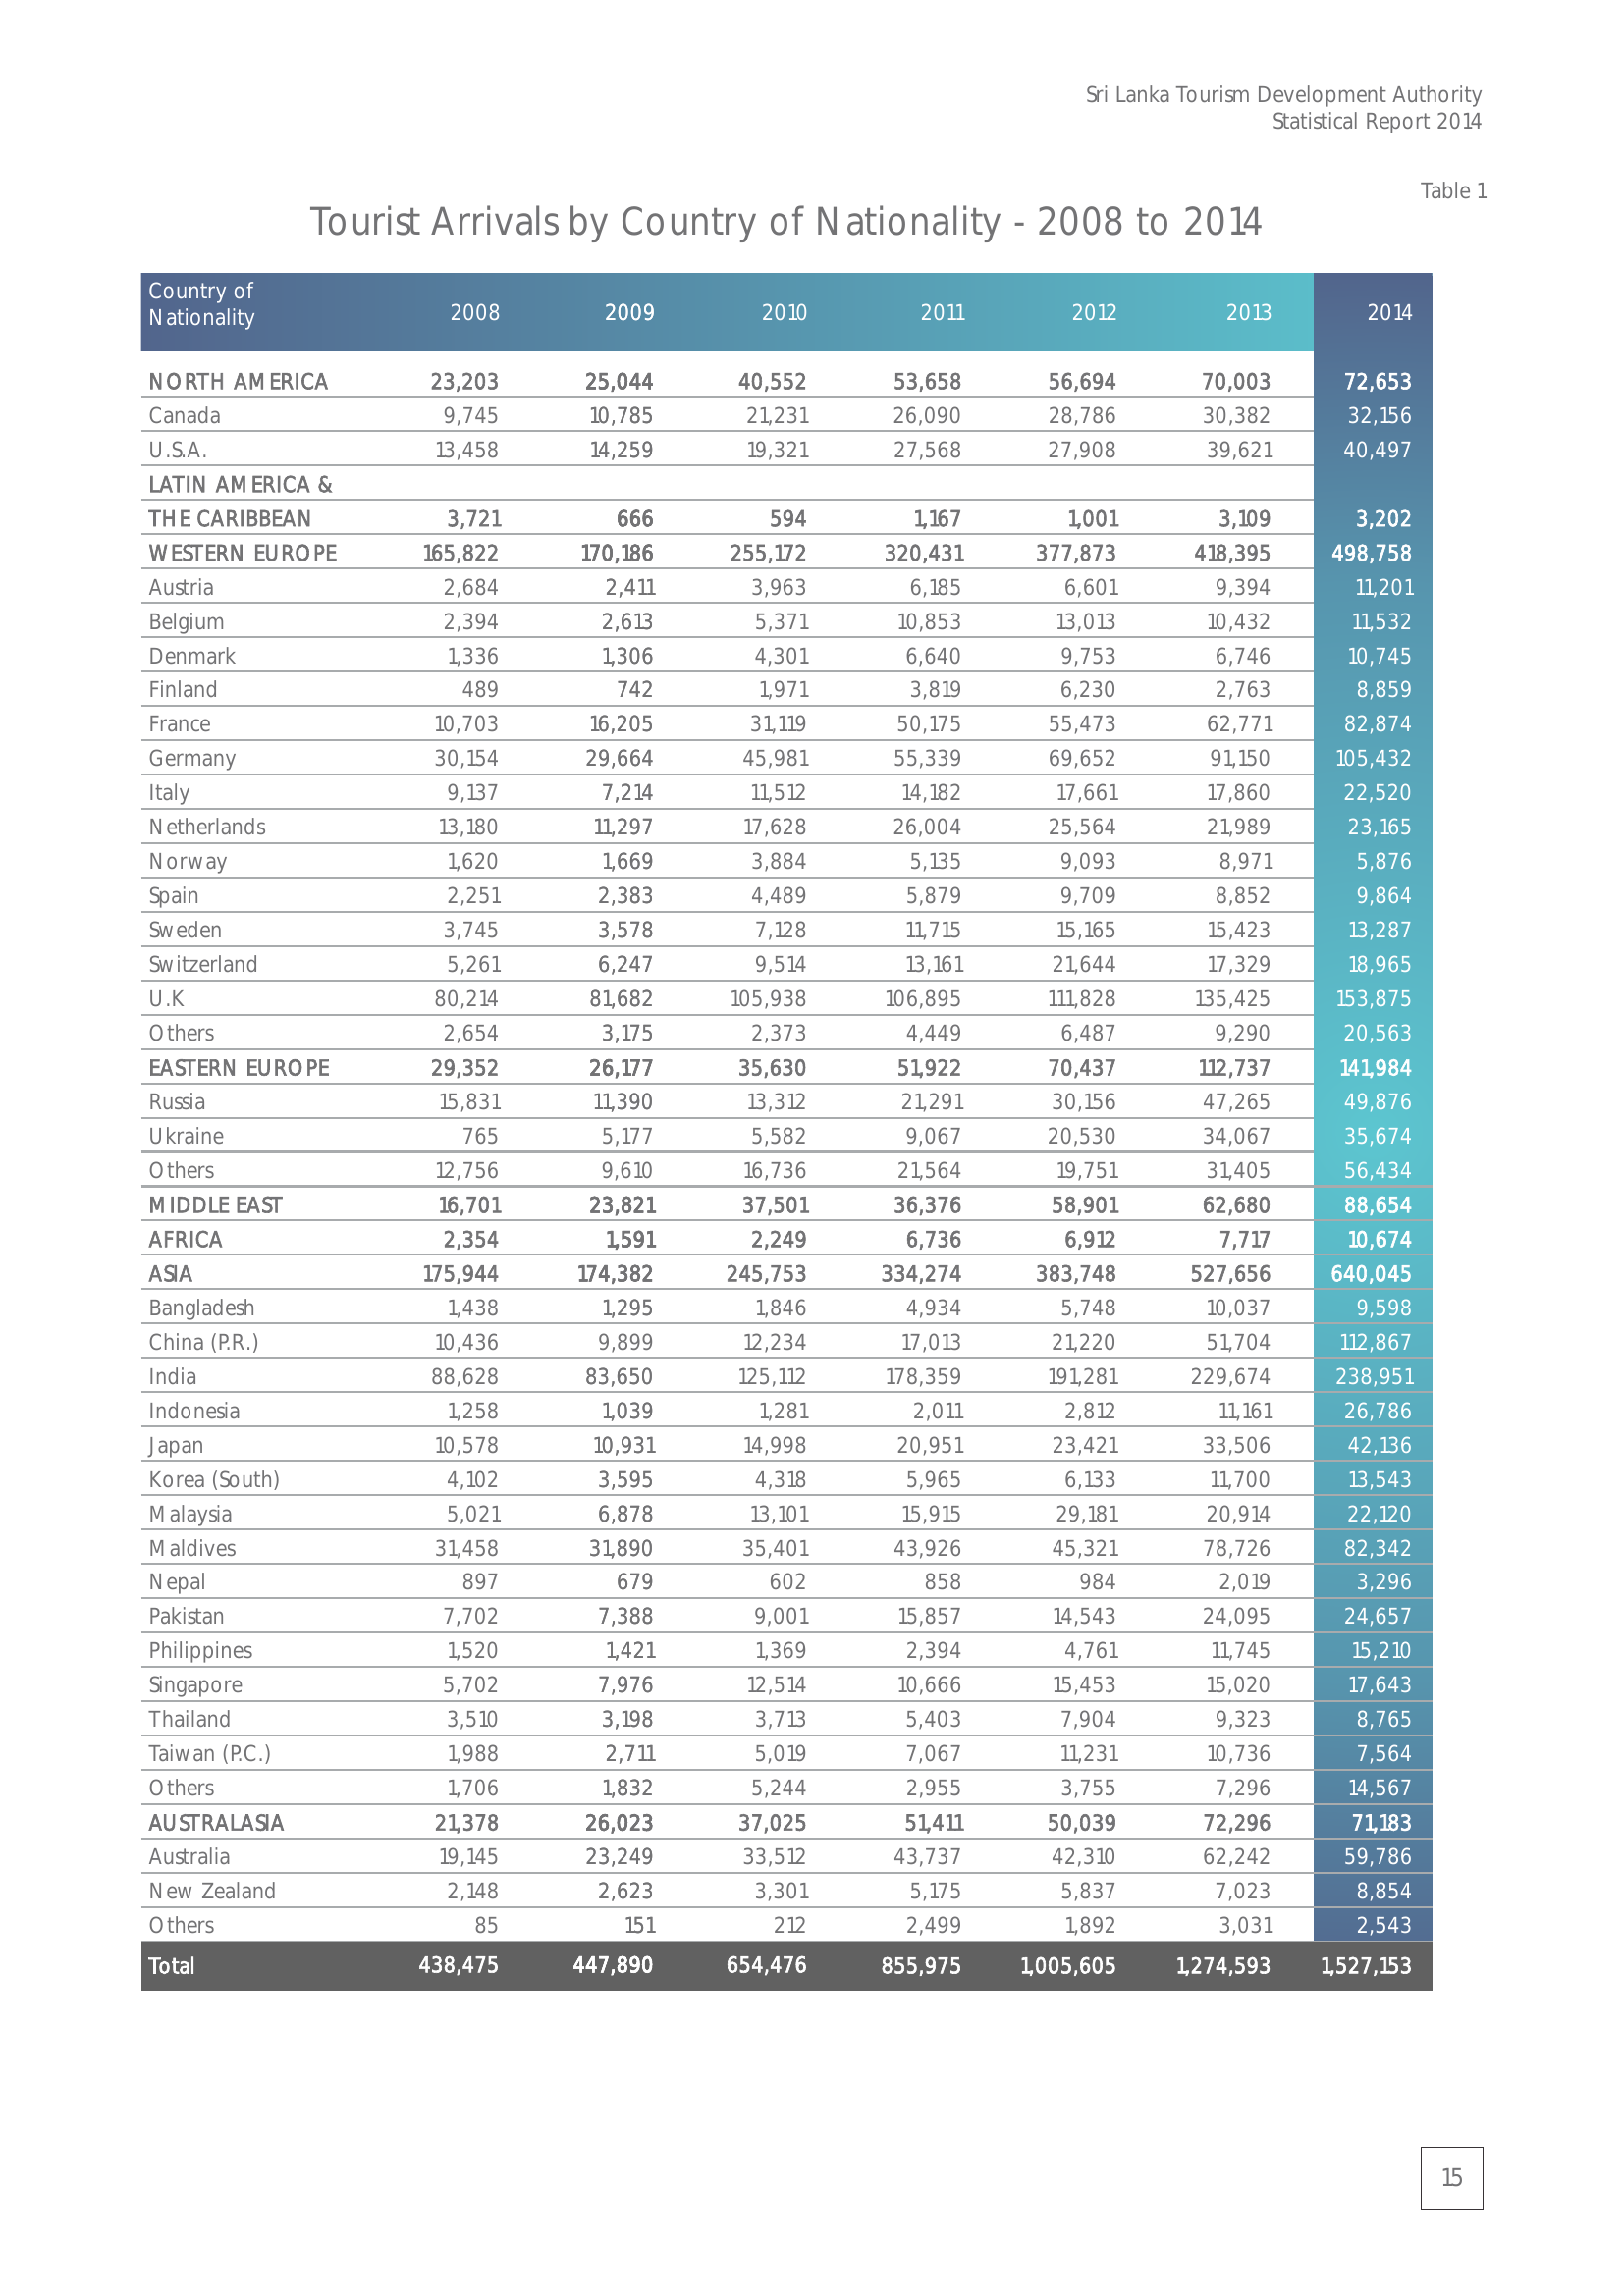 Sri Lanka Tourism Development Authority
Statistical Report 2014
Table 1
Tourist Arrivals by Country of Nationality - 2008 to 2014
Country of
Nationality 2008 2009 2010 2011 2012 2013 2014
NORTH AMERICA 23,203 25,044 40,552 53,658 56,694 70,003 72,653
Canada 9,745 10,785 21,231 26,090 28,786 30,382 32,156
U.S.A. 13,458 14,259 19,321 27,568 27,908 39,621 40,497
LATIN AMERICA &
THE CARIBBEAN 3,721 666 594 1,167 1,001 3,109 3,202
WESTERN EUROPE 165,822 170,186 255,172 320,431 377,873 418,395 498,758
Austria 2,684 2,411 3,963 6,185 6,601 9,394 11,201
Belgium 2,394 2,613 5,371 10,853 13,013 10,432 11,532
Denmark 1,336 1,306 4,301 6,640 9,753 6,746 10,745
Finland 489 742 1,971 3,819 6,230 2,763 8,859
France 10,703 16,205 31,119 50,175 55,473 62,771 82,874
Germany 30,154 29,664 45,981 55,339 69,652 91,150 105,432
Italy 9,137 7,214 11,512 14,182 17,661 17,860 22,520
Netherlands 13,180 11,297 17,628 26,004 25,564 21,989 23,165
Norway 1,620 1,669 3,884 5,135 9,093 8,971 5,876
Spain 2,251 2,383 4,489 5,879 9,709 8,852 9,864
Sweden 3,745 3,578 7,128 11,715 15,165 15,423 13,287
Switzerland 5,261 6,247 9,514 13,161 21,644 17,329 18,965
U.K 80,214 81,682 105,938 106,895 111,828 135,425 153,875
Others 2,654 3,175 2,373 4,449 6,487 9,290 20,563
EASTERN EUROPE 29,352 26,177 35,630 51,922 70,437 112,737 141,984
Russia 15,831 11,390 13,312 21,291 30,156 47,265 49,876
Ukraine 765 5,177 5,582 9,067 20,530 34,067 35,674
Others 12,756 9,610 16,736 21,564 19,751 31,405 56,434
MIDDLE EAST 16,701 23,821 37,501 36,376 58,901 62,680 88,654
AFRICA 2,354 1,591 2,249 6,736 6,912 7,717 10,674
ASIA 175,944 174,382 245,753 334,274 383,748 527,656 640,045
Bangladesh 1,438 1,295 1,846 4,934 5,748 10,037 9,598
China (P.R.) 10,436 9,899 12,234 17,013 21,220 51,704 112,867
India 88,628 83,650 125,112 178,359 191,281 229,674 238,951
Indonesia 1,258 1,039 1,281 2,011 2,812 11,161 26,786
Japan 10,578 10,931 14,998 20,951 23,421 33,506 42,136
Korea (South) 4,102 3,595 4,318 5,965 6,133 11,700 13,543
Malaysia 5,021 6,878 13,101 15,915 29,181 20,914 22,120
Maldives 31,458 31,890 35,401 43,926 45,321 78,726 82,342
Nepal 897 679 602 858 984 2,019 3,296
Pakistan 7,702 7,388 9,001 15,857 14,543 24,095 24,657
Philippines 1,520 1,421 1,369 2,394 4,761 11,745 15,210
Singapore 5,702 7,976 12,514 10,666 15,453 15,020 17,643
Thailand 3,510 3,198 3,713 5,403 7,904 9,323 8,765
Taiwan (P.C.) 1,988 2,711 5,019 7,067 11,231 10,736 7,564
Others 1,706 1,832 5,244 2,955 3,755 7,296 14,567
AUSTRALASIA 21,378 26,023 37,025 51,411 50,039 72,296 71,183
Australia 19,145 23,249 33,512 43,737 42,310 62,242 59,786
New Zealand 2,148 2,623 3,301 5,175 5,837 7,023 8,854
Others 85 151 212 2,499 1,892 3,031 2,543
Total 438,475 447,890 654,476 855,975 1,005,605 1,274,593 1,527,153
15